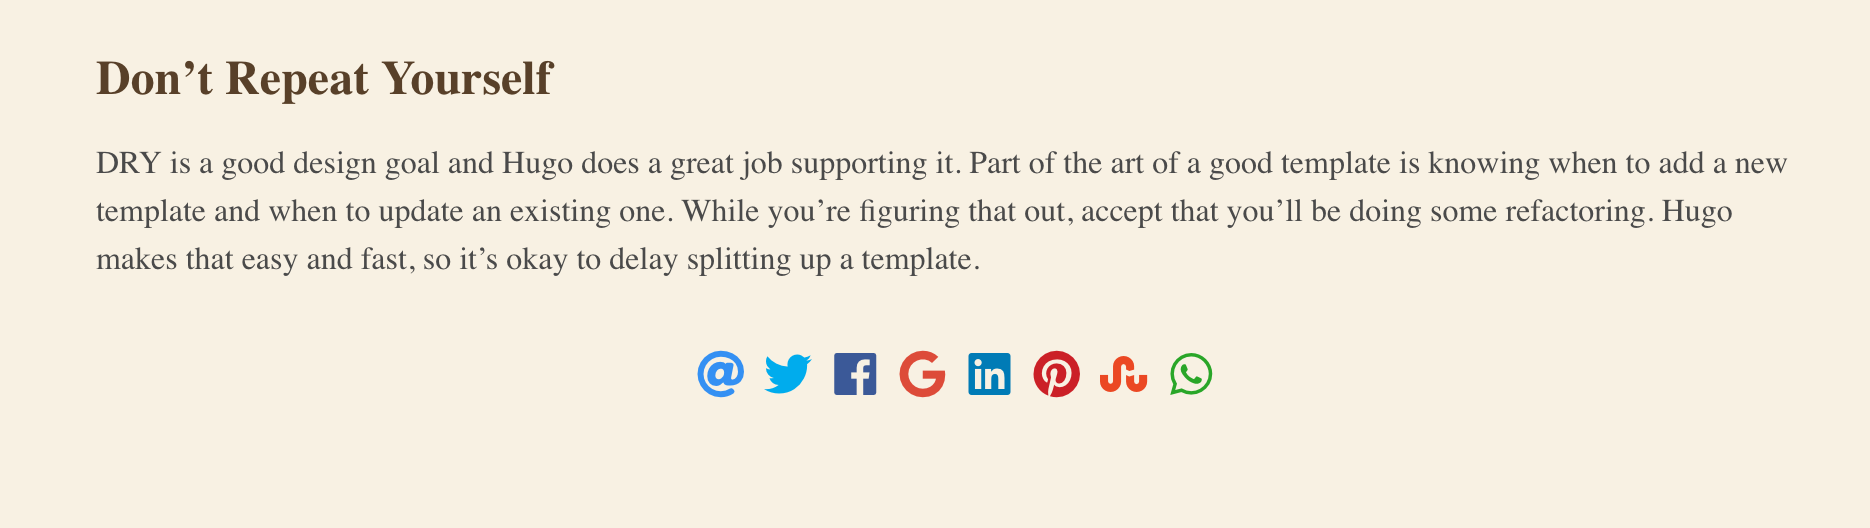 Don’t Repeat Yourself
DRY is a good design goal and Hugo does a great job supporting it. Part of the art of a good template is knowing when to add a new
template and when to update an existing one. While you’re figuring that out, accept that you’ll be doing some refactoring. Hugo
makes that easy and fast, so it’s okay to delay splitting up a template.